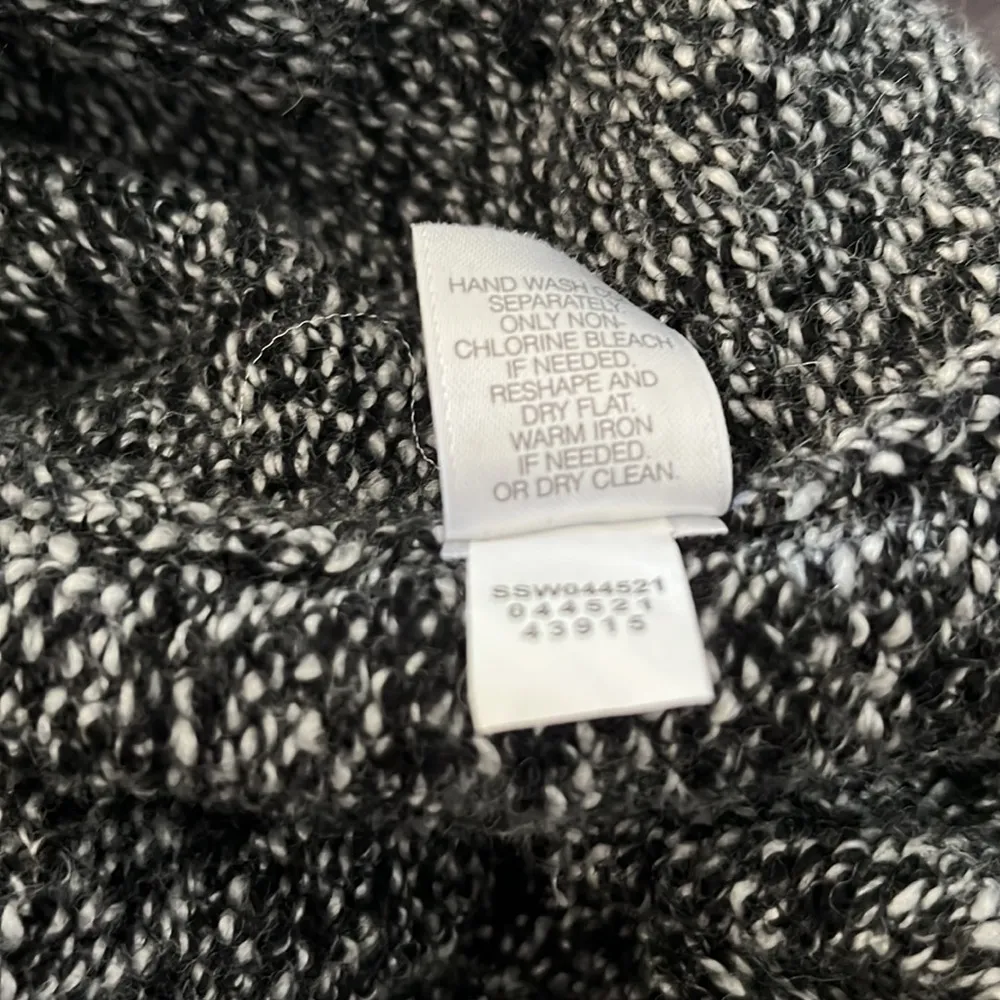 HAND WASH
SEPARATELY.
ONLY NON-
CHLORINE BLEACH
IF NEEDED.
RESHAPE AND
DRY FLAT.
WARM IRON
IF NEEDED.
OR DRY CLEAN.
SSW044521
044521
43915